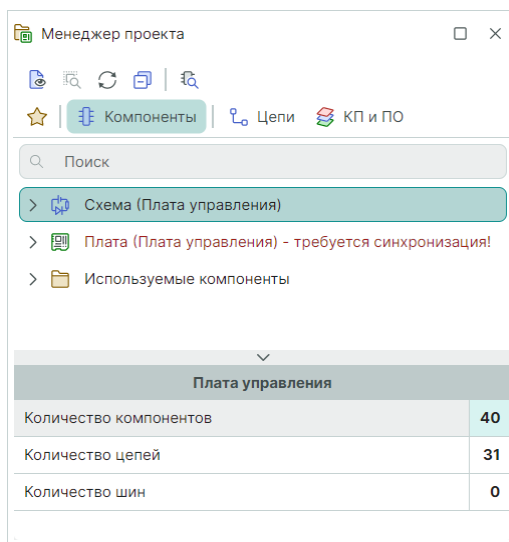 Менеджер проекта
Компоненты Цепи КП и ПО
Поиск
Схема (Плата управления)
Плата (Плата управления) - требуется синхронизация!
Используемые компоненты
Плата управления
Количество компонентов 40
Количество цепей 31
Количество шин 0